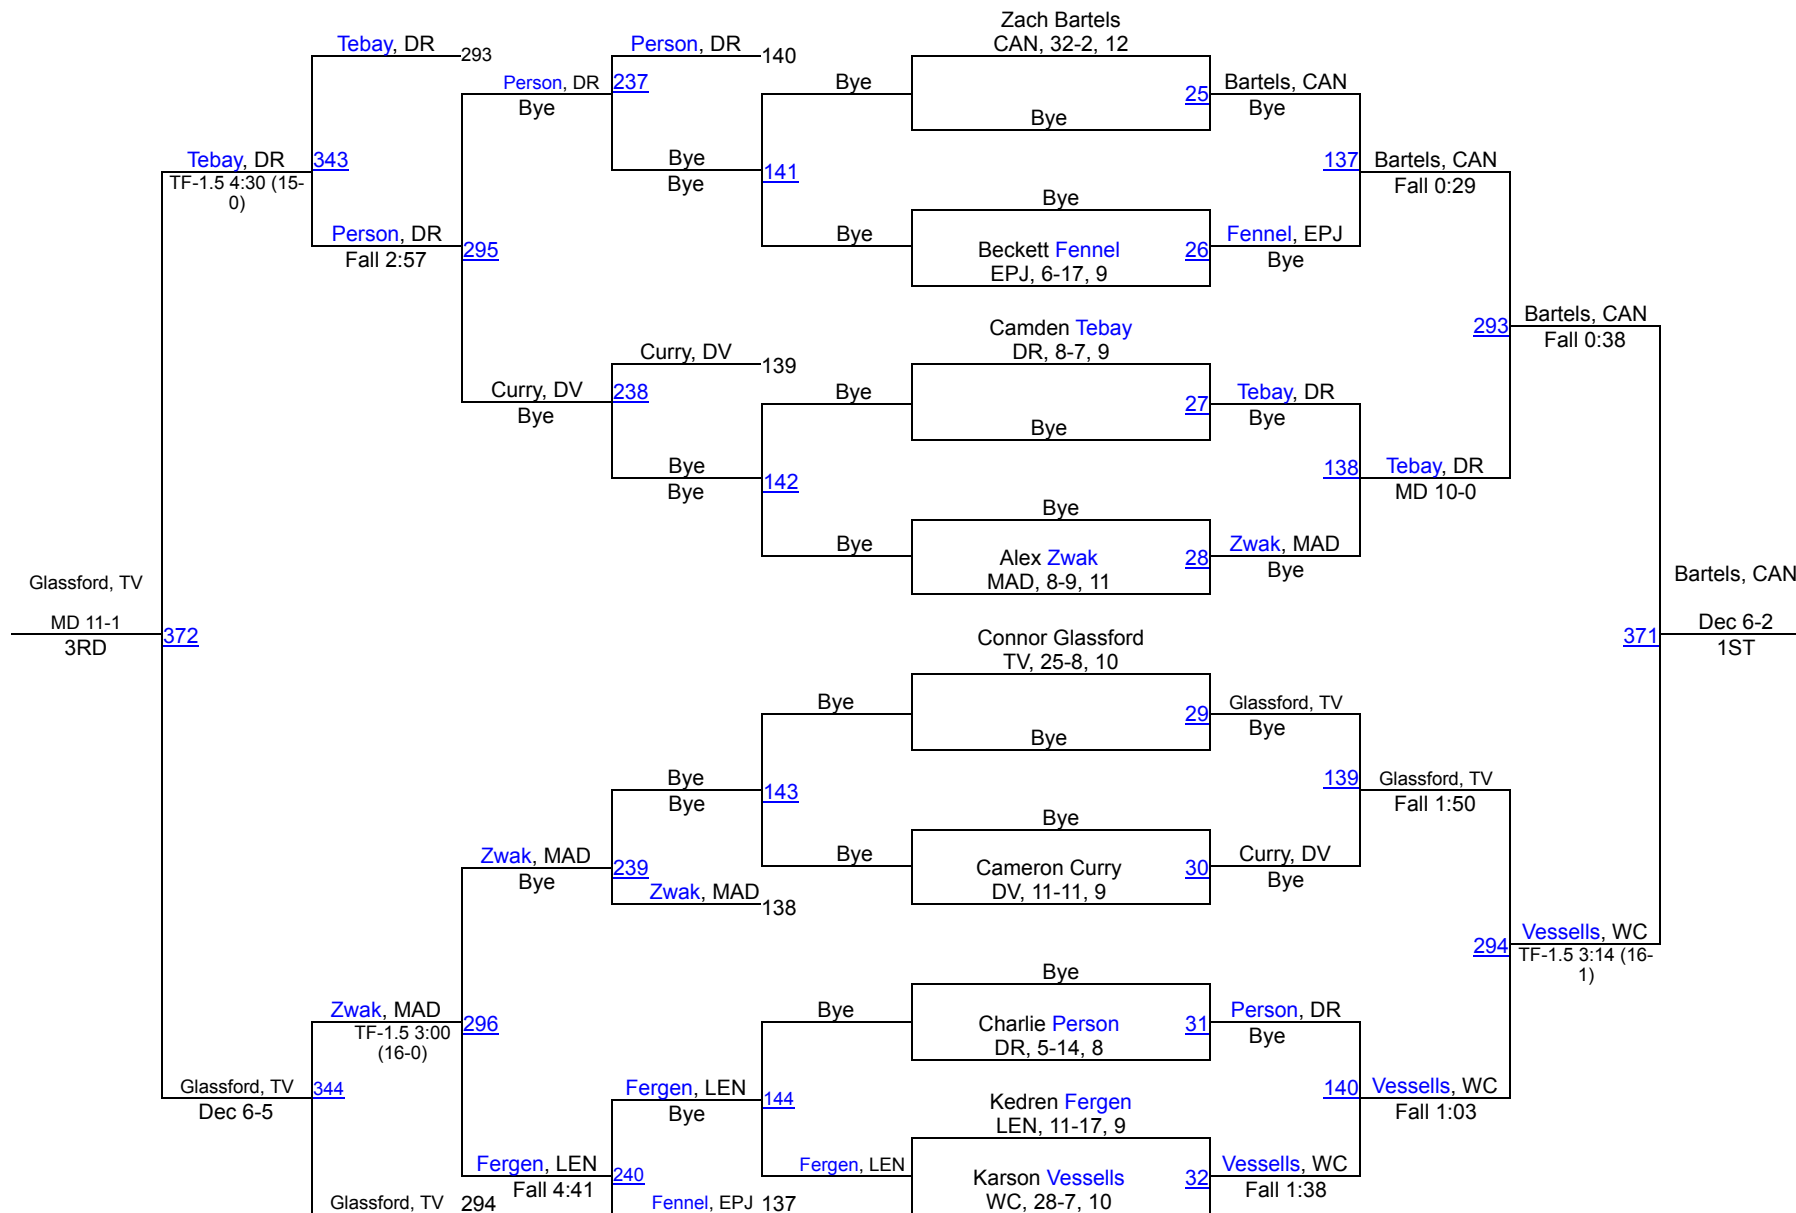 Zach Bartels
Tebay, DR
293
Person, DR
140
CAN, 32-2, 12
Person, DR
237
Bye
25
Bartels, CAN
Bye
Bye
Bye
Tebay, DR
343
Bye
141
137
Bartels, CAN
TF-1.5 4:30 (15-
0)
Bye
Fall 0:29
Bye
Person, DR
295
Bye
Beckett Fennel
26
Fennel, EPJ
Fall 2:57
EPJ, 6-17, 9
Bye
Camden Tebay
293
Bartels, CAN
Curry, DV
139
DR, 8-7, 9
Fall 0:38
Curry, DV
238
Bye
27
Tebay, DR
Bye
Bye
Bye
Bye
142
138
Tebay, DR
Bye
MD 10-0
Bye
Bye
Alex Zwak
28
Zwak, MAD
MAD, 8-9, 11
Bye
Glassford, TV
Bartels, CAN
MD 11-1
372
Connor Glassford
371
Dec 6-2
3RD
TV, 25-8, 10
1ST
Bye
29
Glassford, TV
Bye
Bye
Bye
143
139
Glassford, TV
Bye
Fall 1:50
Bye
Zwak, MAD
239
Bye
Cameron Curry
30
Curry, DV
Bye
Zwak, MAD
138
DV, 11-11, 9
Bye
294
Vessells, WC
TF-1.5 3:14 (16-
1)
Bye
Zwak, MAD
296
Bye
Charlie Person
31
Person, DR
TF-1.5 3:00
(16-0)
DR, 5-14, 8
Bye
Glassford, TV
344
Fergen, LEN
144
Kedren Fergen
140
Vessells, WC
Dec 6-5
Bye
LEN, 11-17, 9
Fall 1:03
Fergen, LEN
240
Fergen, LEN
Karson Vessells
32
Vessells, WC
Fall 4:41
WC, 28-7, 10
Fall 1:38
Glassford, TV
294
Fennel, EPJ
137